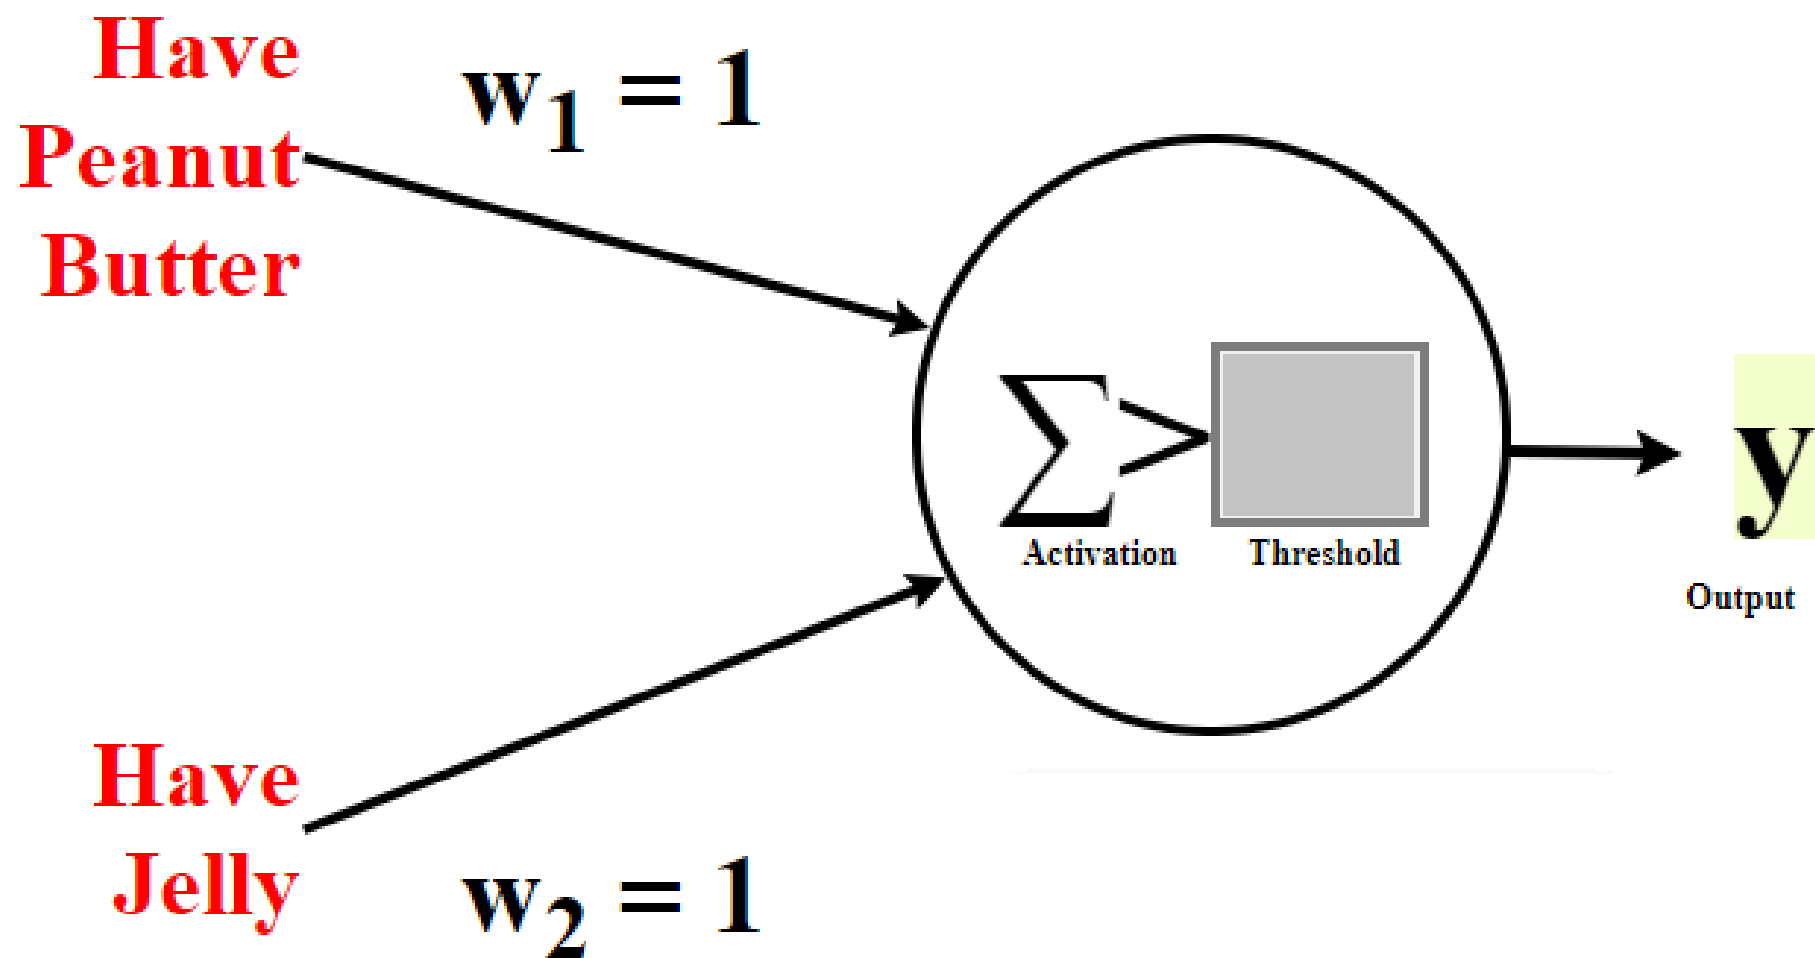 Have
Peanut
Butter
w₁ = 1
∑ >
Activation
Threshold
y
Output
Have
Jelly
w₂ = 1